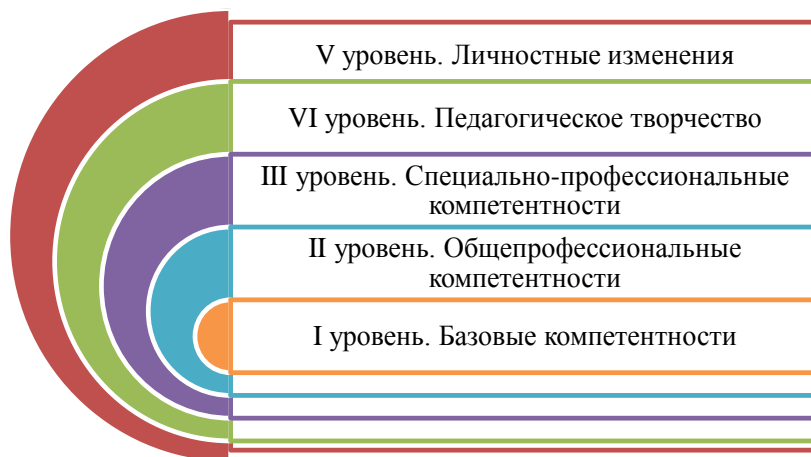 V уровень. Личностные изменения
VI уровень. Педагогическое творчество
III уровень. Специально-профессиональные
компетентности
II уровень. Общепрофессиональные
компетентности
I уровень. Базовые компетентности